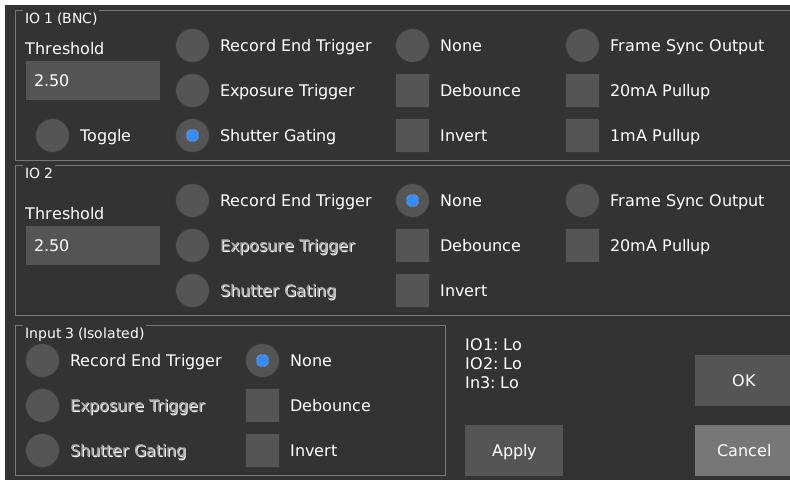 IO 1 (BNC)
Threshold
2.50
Toggle
Record End Trigger
Exposure Trigger
Shutter Gating
None
Debounce
Invert
Frame Sync Output
20mA Pullup
1mA Pullup
IO 2
Threshold
2.50
Record End Trigger
Exposure Trigger
Shutter Gating
None
Debounce
Invert
Frame Sync Output
20mA Pullup
Input 3 (Isolated)
Record End Trigger
Exposure Trigger
Shutter Gating
None
Debounce
Invert
IO1: Lo
IO2: Lo
In3: Lo
OK
Apply
Cancel